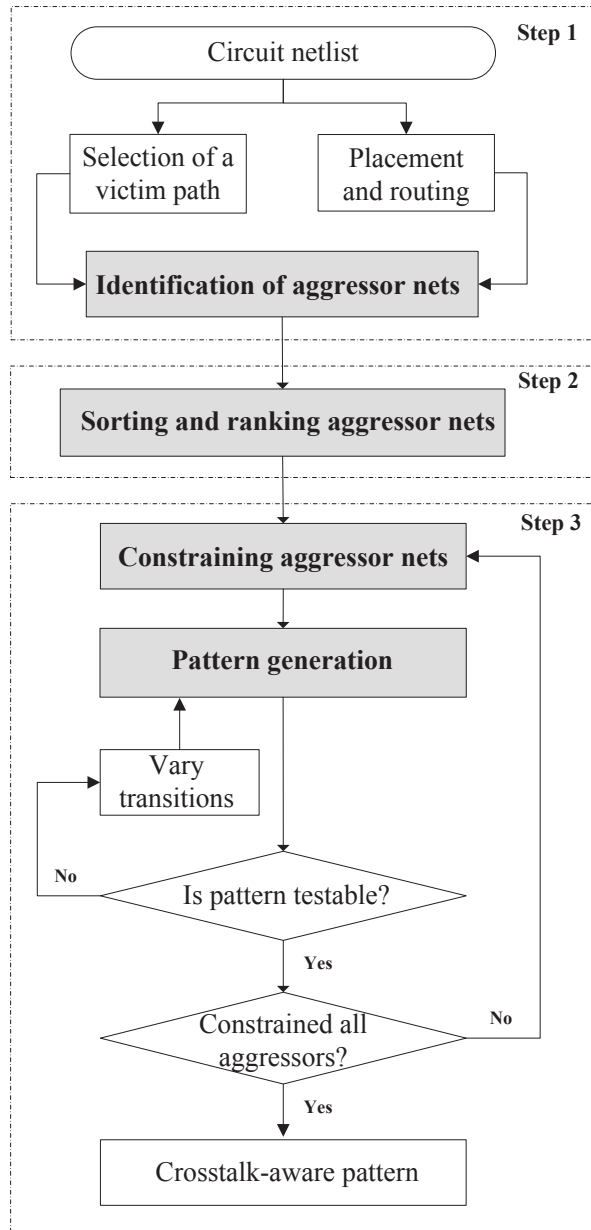 Step 1
Circuit netlist
Selection of a
victim path
Placement
and routing
Identification of aggressor nets
Step 2
Sorting and ranking aggressor nets
Step 3
Constraining aggressor nets
Pattern generation
Vary
transitions
No
Is pattern testable?
Yes
Constrained all
aggressors?
No
Yes
Crosstalk-aware pattern